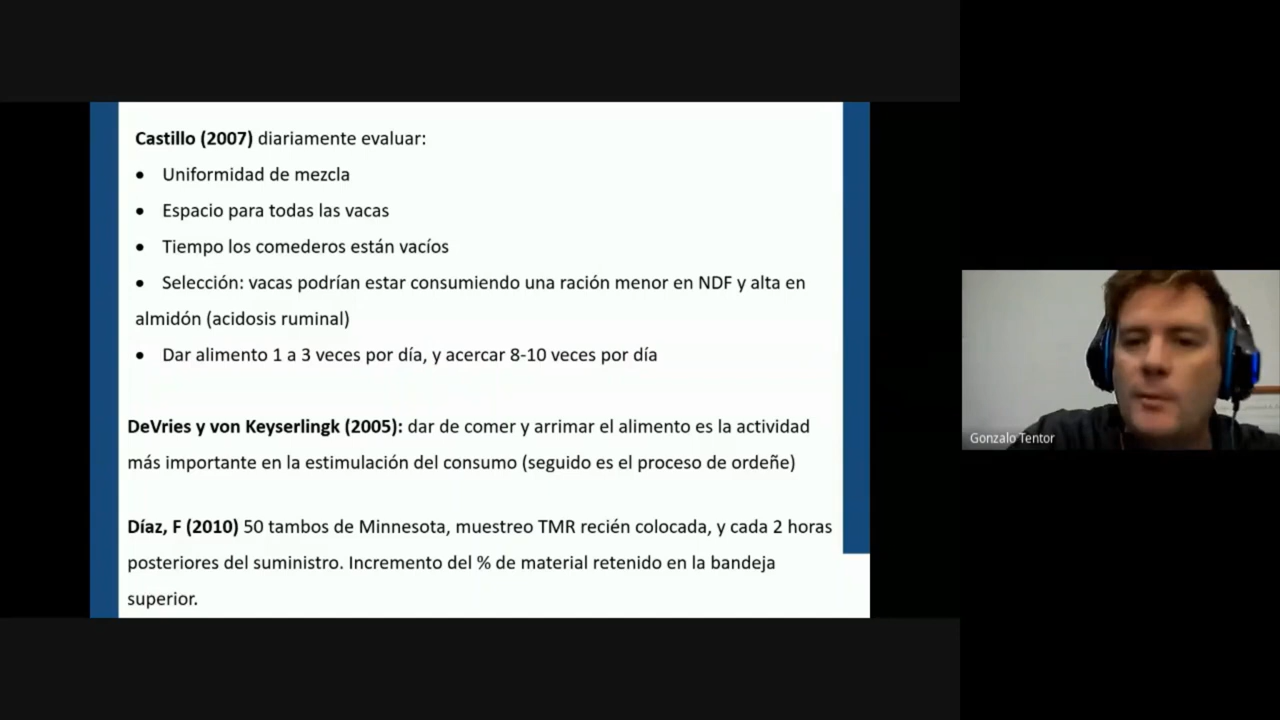 Castillo (2007) diariamente evaluar:
• Uniformidad de mezcla
• Espacio para todas las vacas
• Tiempo los comederos están vacíos
• Selección: vacas podrían estar consumiendo una ración menor en NDF y alta en
almidón (acidosis ruminal)
• Dar alimento 1 a 3 veces por día, y acercar 8-10 veces por día
DeVries y von Keyserlingk (2005): dar de comer y arrimar el alimento es la actividad
más importante en la estimulación del consumo (seguido es el proceso de ordeñe)
Díaz, F (2010) 50 tambos de Minnesota, muestreo TMR recién colocada, y cada 2 horas
posteriores del suministro. Incremento del % de material retenido en la bandeja
superior.
Gonzalo Tentor